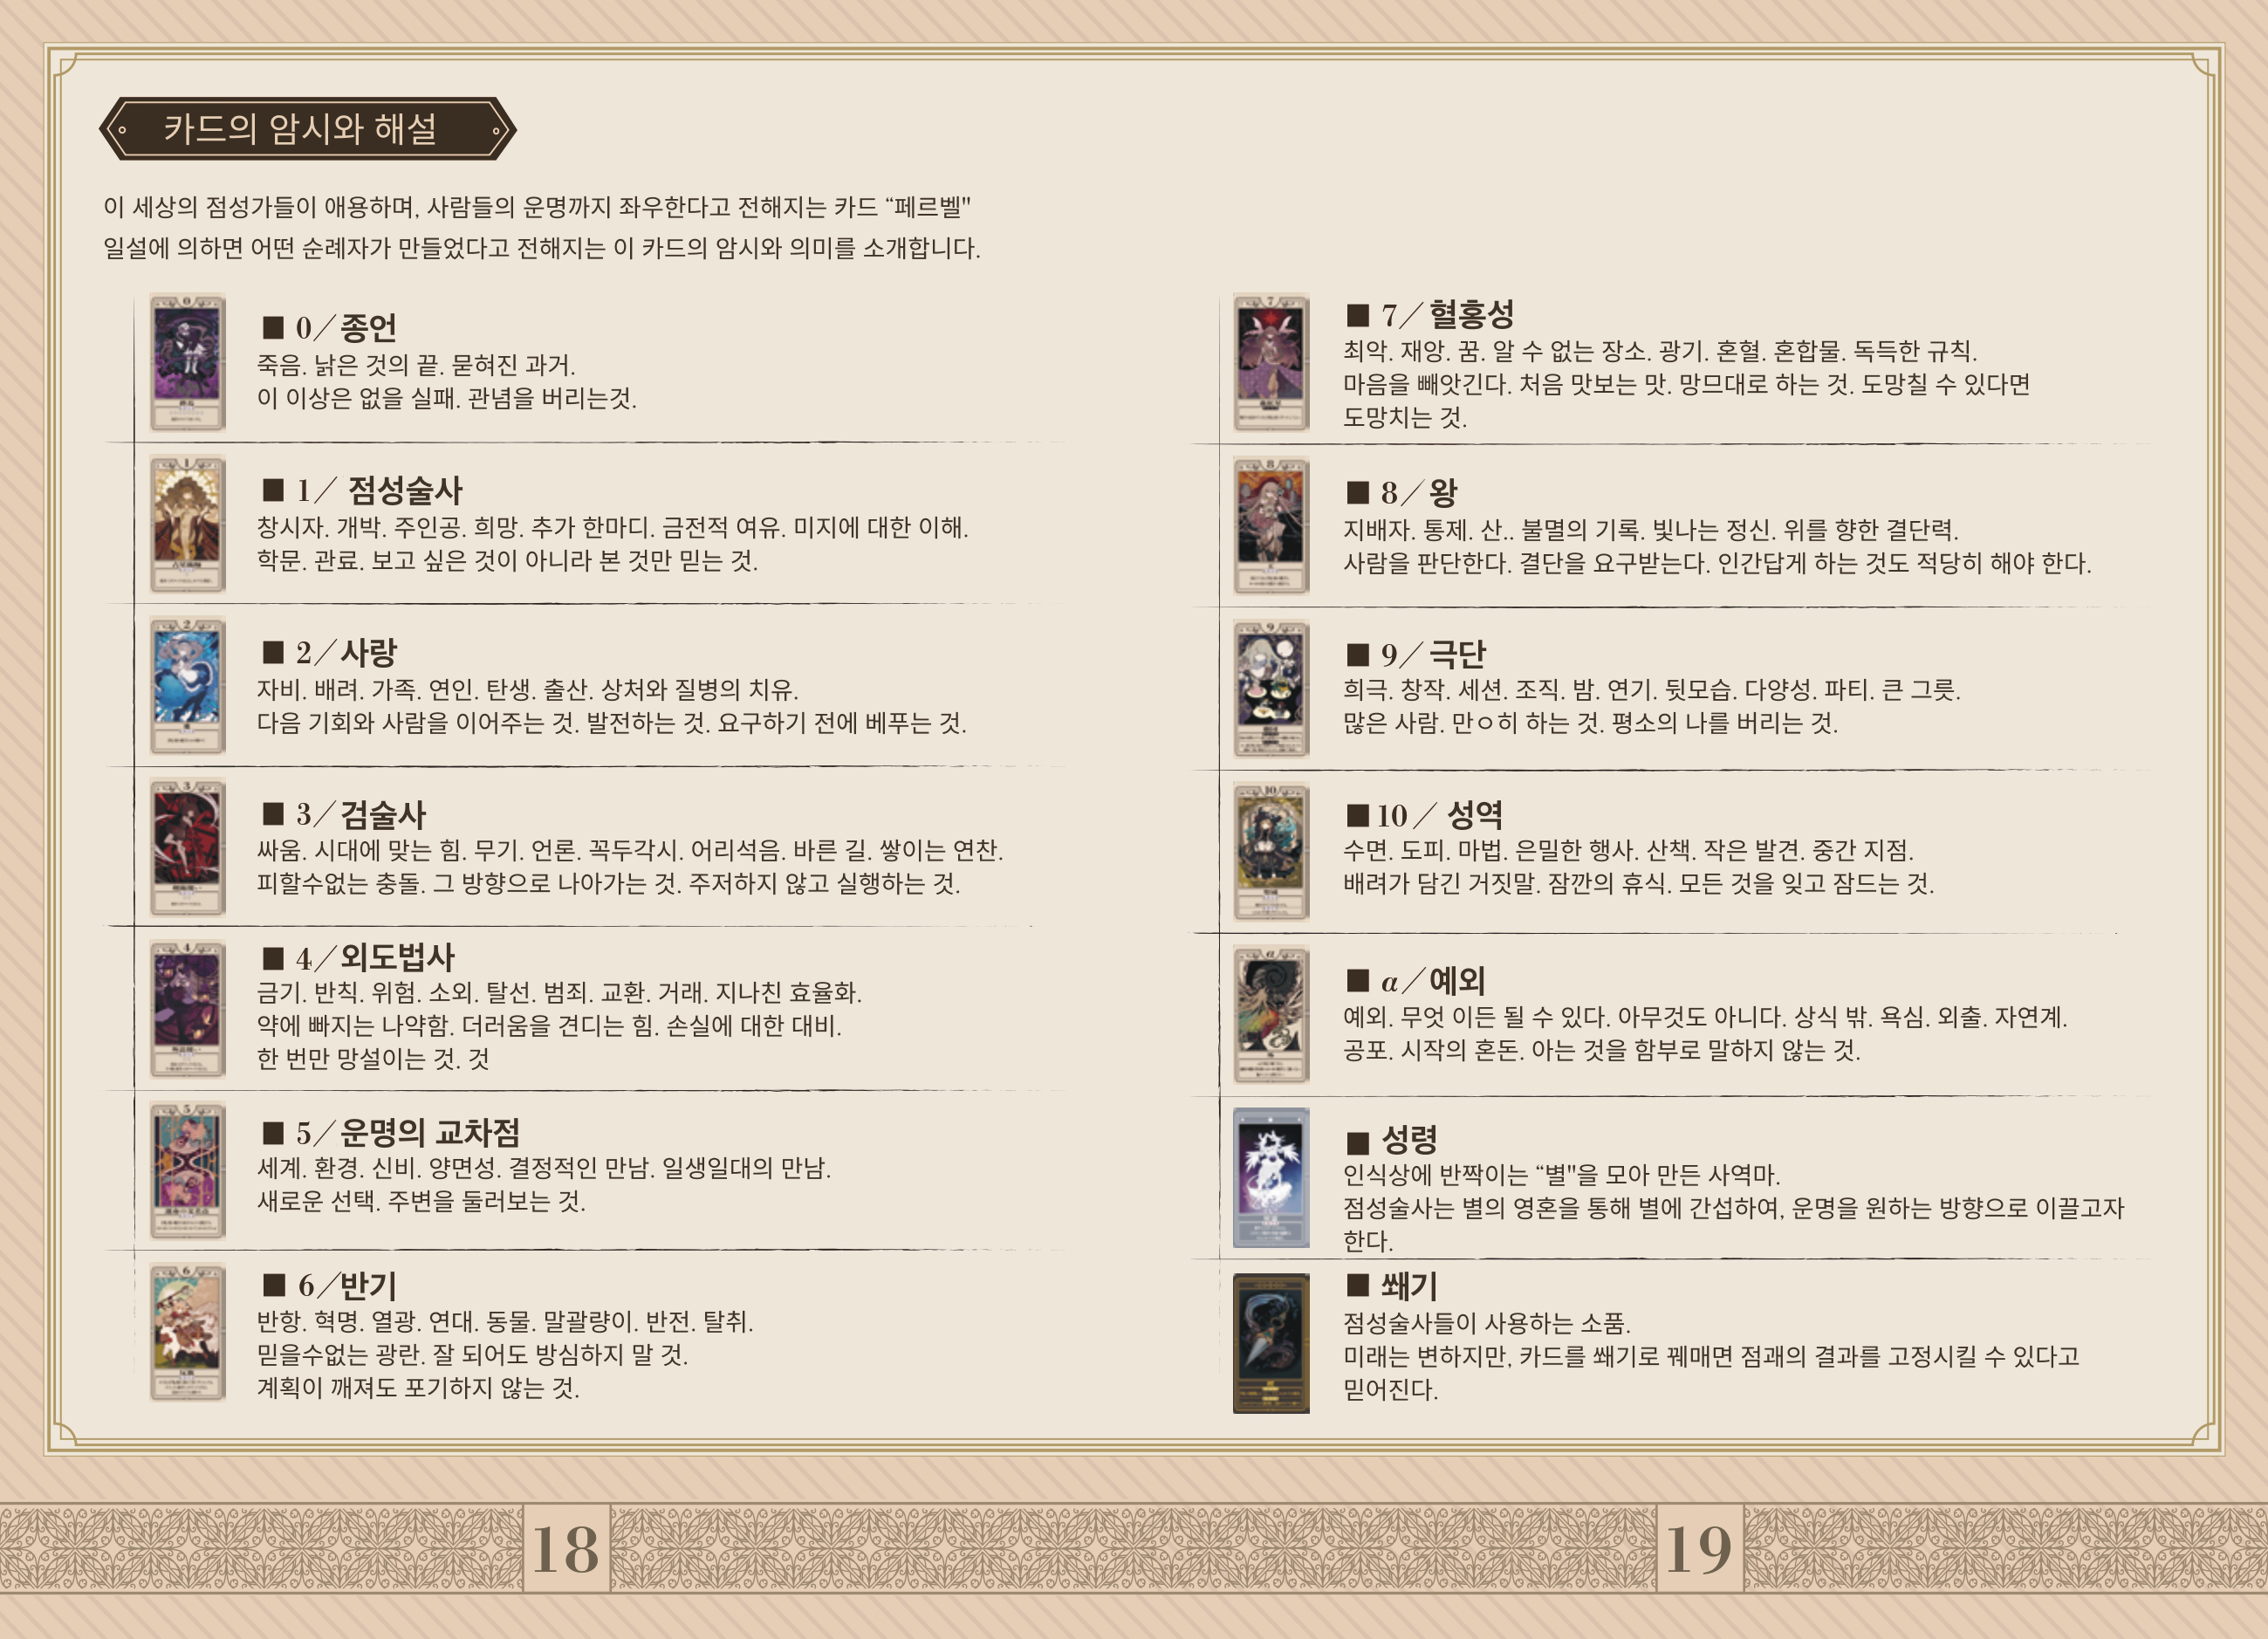 카드의 암시와 해설
이 세상의 점성가들이 애용하며, 사람들의 운명까지 좌우한다고 전해지는 카드 “페르벨"
일설에 의하면 어떤 순례자가 만들었다고 전해지는 이 카드의 암시와 의미를 소개합니다.
■ 0／종언
죽음. 낡은 것의 끝. 묻혀진 과거.
이 이상은 없을 실패. 관념을 버리는것.
■ 1／ 점성술사
창시자. 개박. 주인공. 희망. 추가 한마디. 금전적 여유. 미지에 대한 이해.
학문. 관료. 보고 싶은 것이 아니라 본 것만 믿는 것.
■ 2／사랑
자비. 배려. 가족. 연인. 탄생. 출산. 상처와 질병의 치유.
다음 기회와 사람을 이어주는 것. 발전하는 것. 요구하기 전에 베푸는 것.
■ 3／검술사
싸움. 시대에 맞는 힘. 무기. 언론. 꼭두각시. 어리석음. 바른 길. 쌓이는 연찬.
피할수없는 충돌. 그 방향으로 나아가는 것. 주저하지 않고 실행하는 것.
■ 4／외도법사
금기. 반칙. 위험. 소외. 탈선. 범죄. 교환. 거래. 지나친 효율화.
약에 빠지는 나약함. 더러움을 견디는 힘. 손실에 대한 대비.
한 번만 망설이는 것. 것
■ 5／운명의 교차점
세계. 환경. 신비. 양면성. 결정적인 만남. 일생일대의 만남.
새로운 선택. 주변을 둘러보는 것.
■ 6／반기
반항. 혁명. 열광. 연대. 동물. 말괄량이. 반전. 탈취.
믿을수없는 광란. 잘 되어도 방심하지 말 것.
계획이 깨져도 포기하지 않는 것.
■ 7／혈홍성
최악. 재앙. 꿈. 알 수 없는 장소. 광기. 혼혈. 혼합물. 독득한 규칙.
마음을 빼앗긴다. 처음 맛보는 맛. 망므대로 하는 것. 도망칠 수 있다면
도망치는 것.
■ 8／왕
지배자. 통제. 산.. 불멸의 기록. 빛나는 정신. 위를 향한 결단력.
사람을 판단한다. 결단을 요구받는다. 인간답게 하는 것도 적당히 해야 한다.
■ 9／극단
희극. 창작. 세션. 조직. 밤. 연기. 뒷모습. 다양성. 파티. 큰 그릇.
많은 사람. 만ㅇ히 하는 것. 평소의 나를 버리는 것.
■ 10／ 성역
수면. 도피. 마법. 은밀한 행사. 산책. 작은 발견. 중간 지점.
배려가 담긴 거짓말. 잠깐의 휴식. 모든 것을 잊고 잠드는 것.
■ α／예외
예외. 무엇 이든 될 수 있다. 아무것도 아니다. 상식 밖. 욕심. 외출. 자연계.
공포. 시작의 혼돈. 아는 것을 함부로 말하지 않는 것.
■ 성령
인식상에 반짝이는 “별"을 모아 만든 사역마.
점성술사는 별의 영혼을 통해 별에 간섭하여, 운명을 원하는 방향으로 이끌고자
한다.
■ 쐐기
점성술사들이 사용하는 소품.
미래는 변하지만, 카드를 쐐기로 꿰매면 점괘의 결과를 고정시킬 수 있다고
믿어진다.
18
19